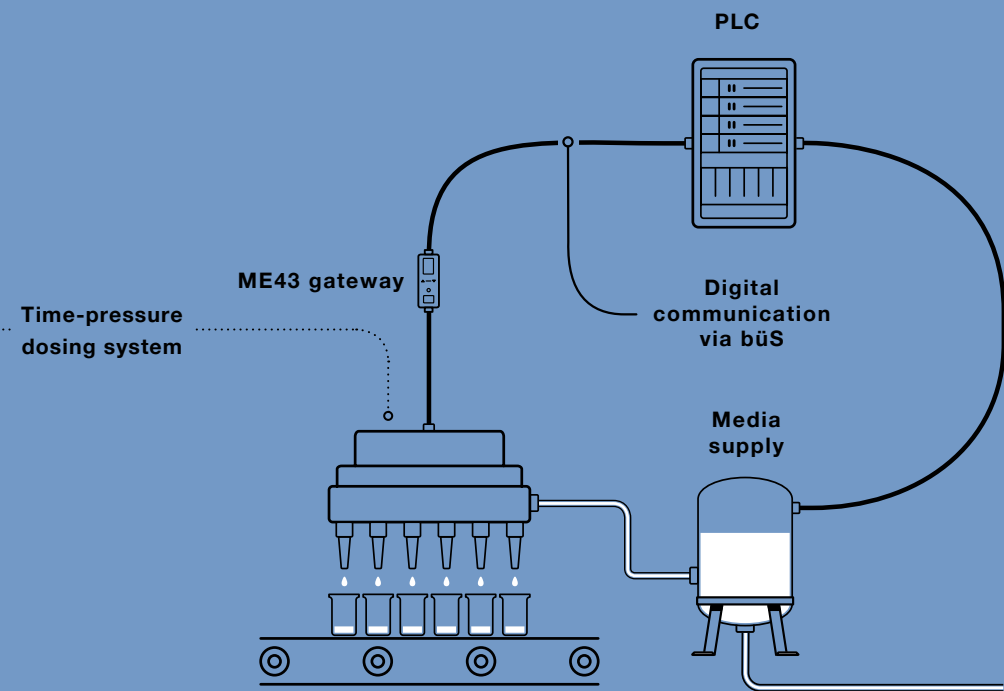 PLC
ME43 gateway
Time-pressure
dosing system
Digital
communication
via büS
Media
supply